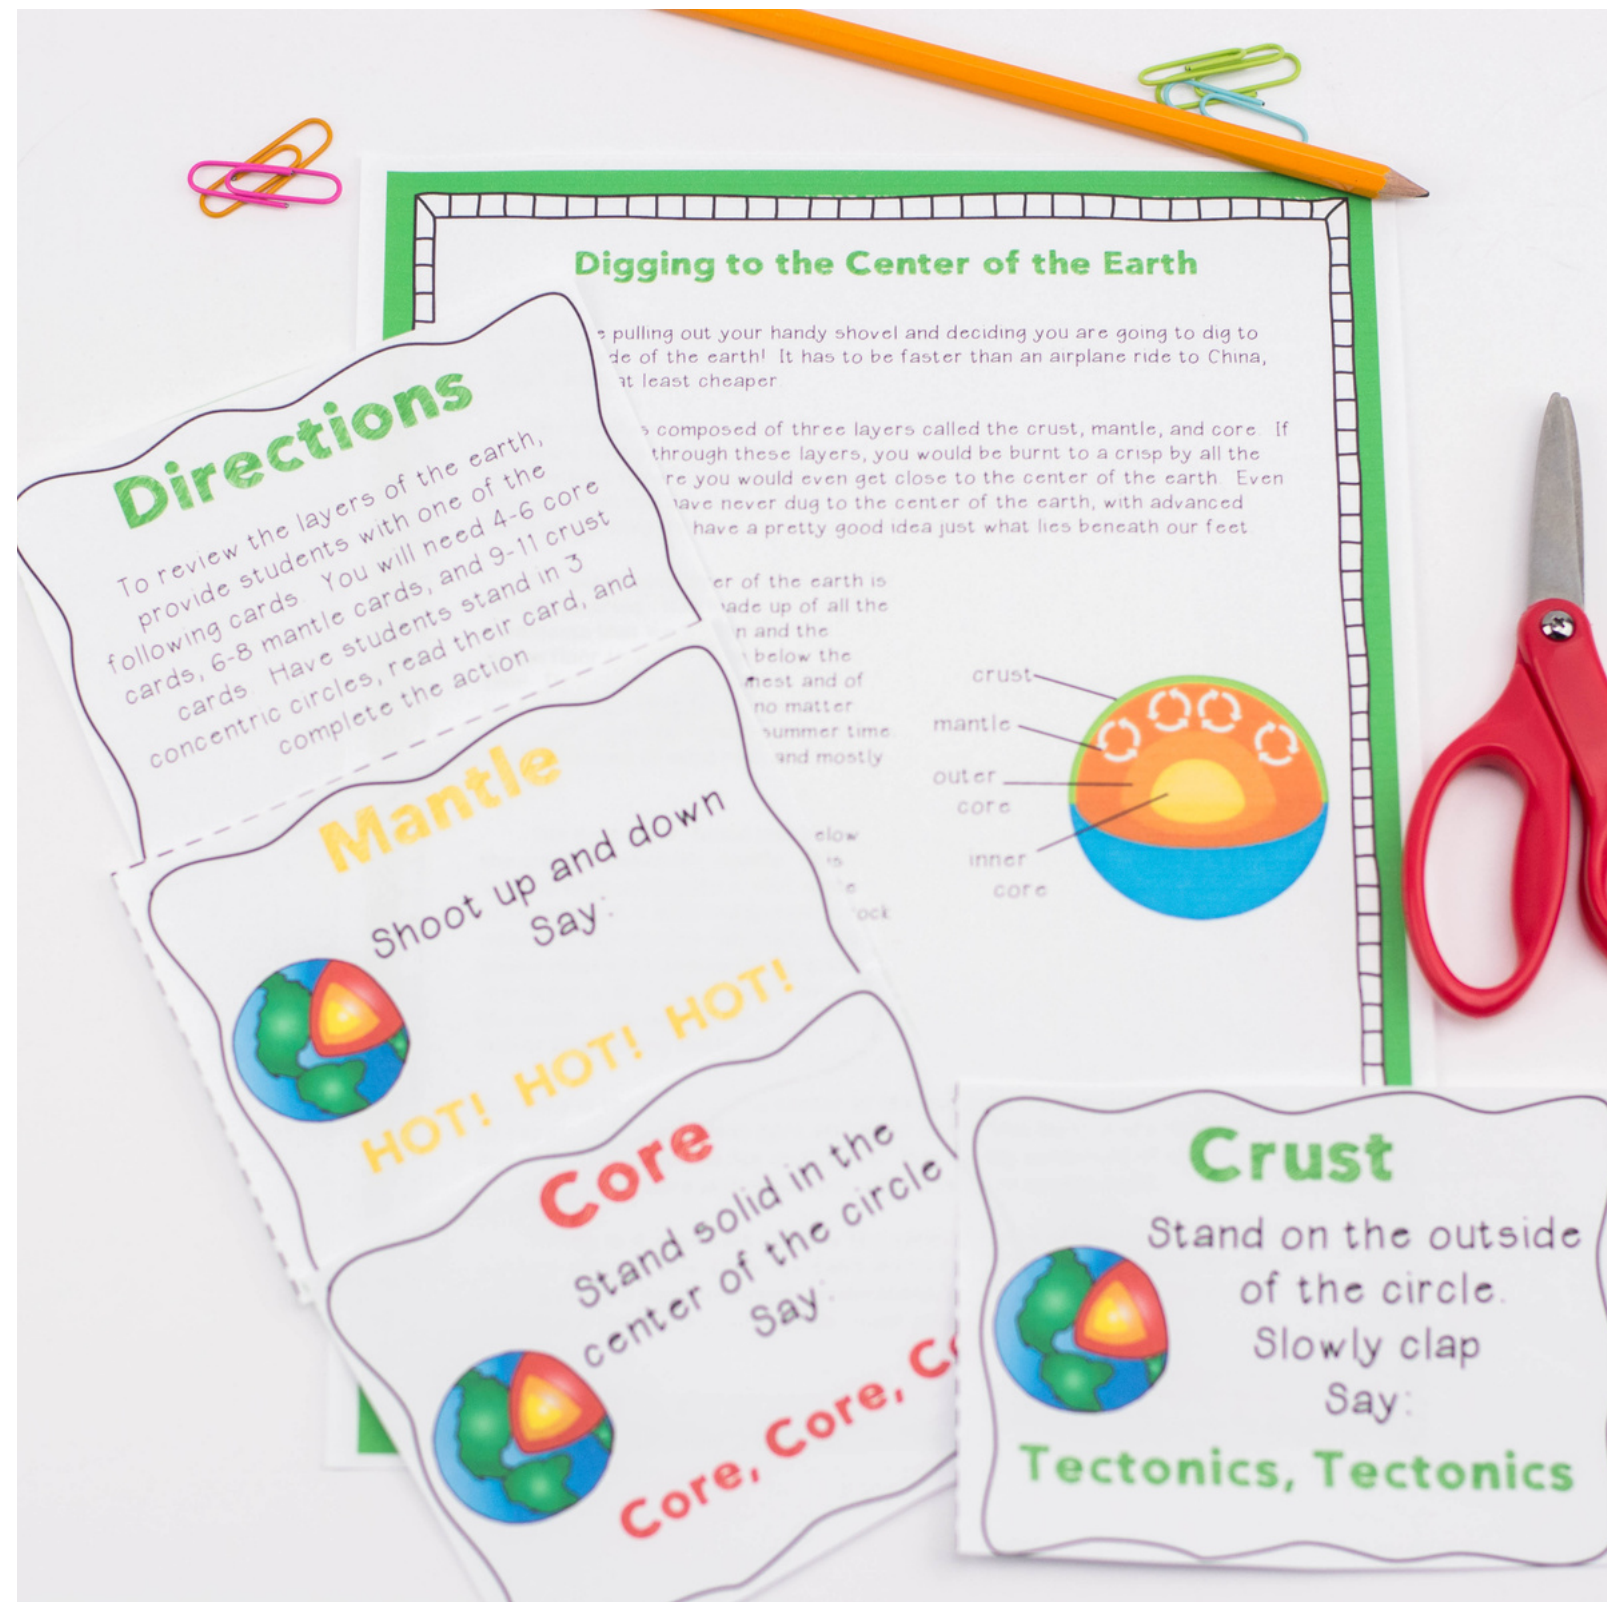 Digging to the Center of the Earth
pulling out your handy shovel and deciding you are going to dig to
of the earth! It has to be faster than an airplane ride to China,
at least cheaper
composed of three layers called the crust, mantle, and core. If
through these layers, you would be burnt to a crisp by all the
you would even get close to the center of the earth. Even
never dug to the center of the earth, with advanced
have a pretty good idea just what lies beneath our feet.
of the earth is
up of all the
and the
below the
and of
no matter
summer time.
and mostly
crust
mantle
outer
core
inner
core
Directions
To review the layers of the earth,
provide students with one of the
following cards. You will need 4-6 core
cards, 6-8 mantle cards, and 9-11 crust
cards. Have students stand in 3
concentric circles, read their card, and
complete the action
Mantle
Shoot up and down
Say:
HOT! HOT! HOT!
Core
Stand solid in the
center of the circle
Say:
Core, Core,
Crust
Stand on the outside
of the circle.
Slowly clap
Say:
Tectonics, Tectonics